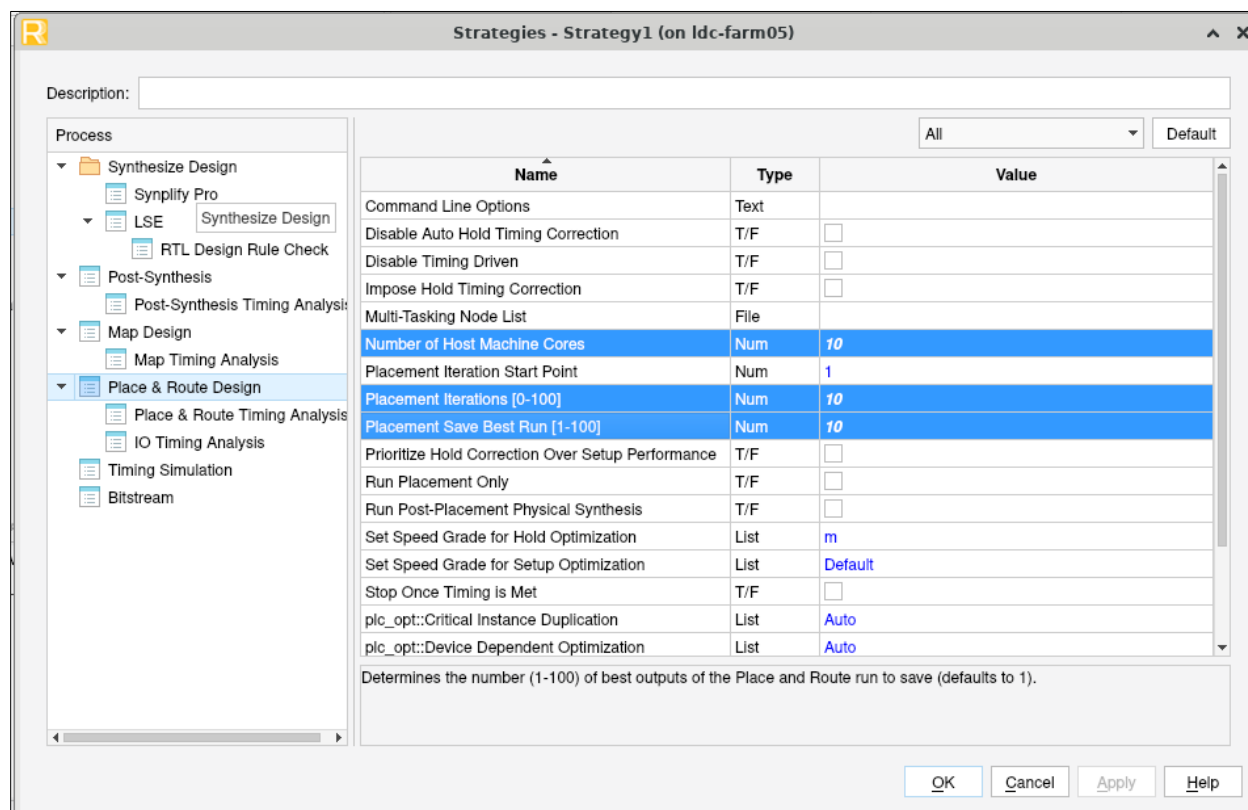 Strategies - Strategy1 (on ldc-farm05)
Description:
Process
All
Default
Synthesize Design
Synplify Pro
LSE
Synthesize Design
RTL Design Rule Check
Post-Synthesis
Post-Synthesis Timing Analysis
Map Design
Map Timing Analysis
Place & Route Design
Place & Route Timing Analysis
IO Timing Analysis
Timing Simulation
Bitstream
Name Type Value
Command Line Options Text
Disable Auto Hold Timing Correction T/F
Disable Timing Driven T/F
Impose Hold Timing Correction T/F
Multi-Tasking Node List File
Number of Host Machine Cores Num 10
Placement Iteration Start Point Num 1
Placement Iterations [0-100] Num 10
Placement Save Best Run [1-100] Num 10
Prioritize Hold Correction Over Setup Performance T/F
Run Placement Only T/F
Run Post-Placement Physical Synthesis T/F
Set Speed Grade for Hold Optimization List m
Set Speed Grade for Setup Optimization List Default
Stop Once Timing is Met T/F
plc_opt::Critical Instance Duplication List Auto
plc_opt::Device Dependent Optimization List Auto
Determines the number (1-100) of best outputs of the Place and Route run to save (defaults to 1).
OK
Cancel
Apply
Help